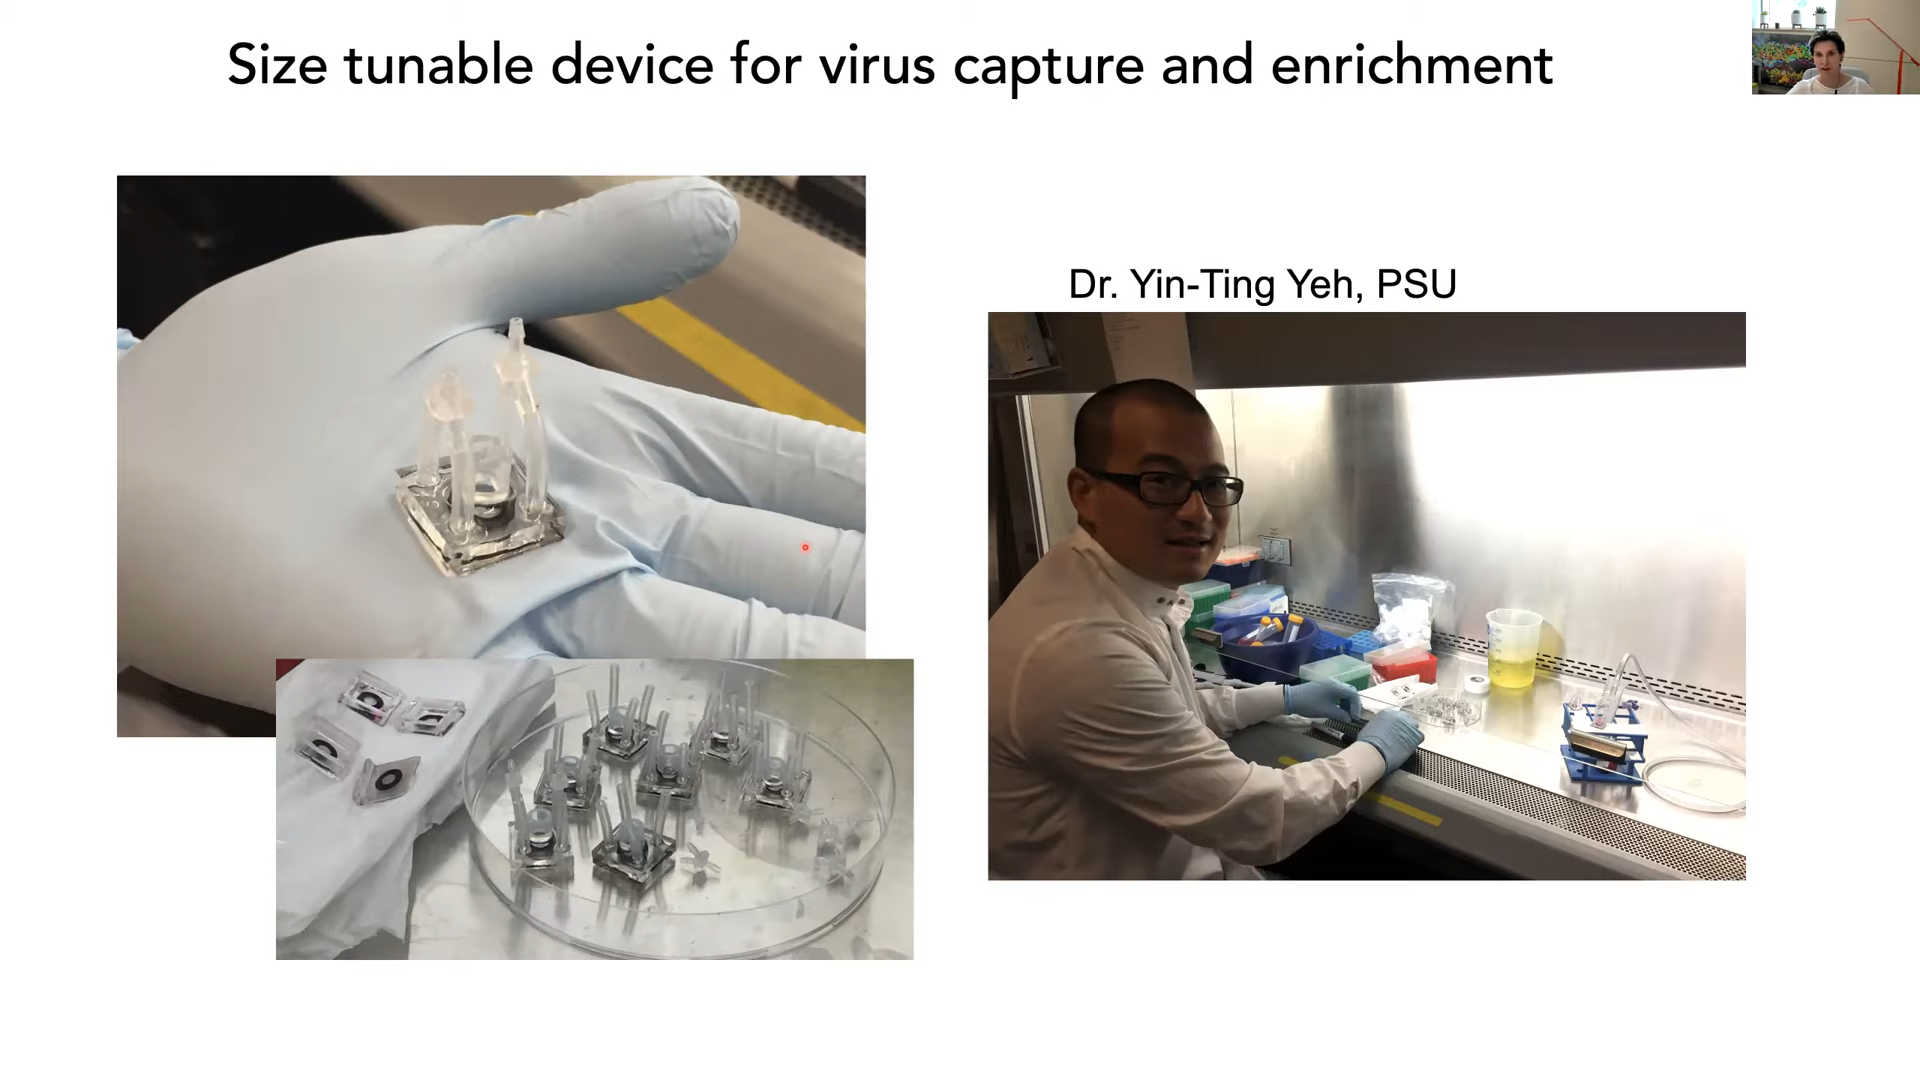 Size tunable device for virus capture and enrichment
Dr. Yin-Ting Yeh, PSU